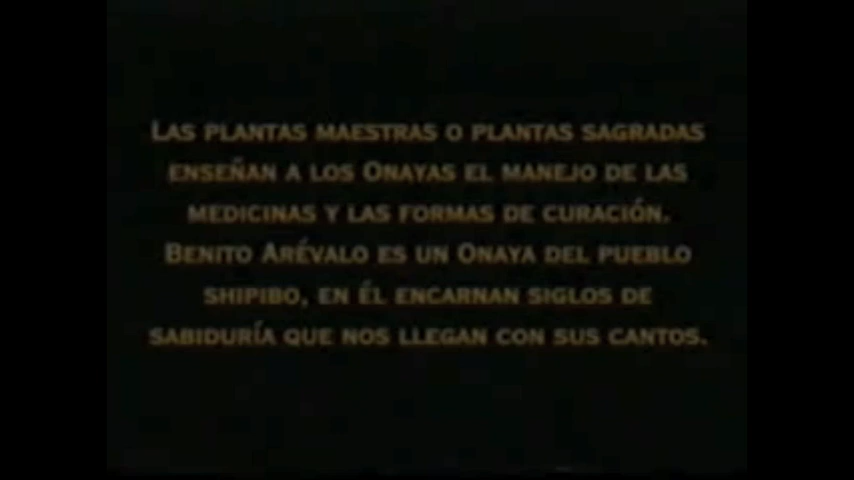 Las plantas maestras o plantas sagradas
enseñan a los Onayas el manejo de las
medicinas y las formas de curación.
Benito Arévalo es un Onaya del pueblo
shipibo, en él encarnan siglos de
sabiduría que nos llegan con sus cantos.